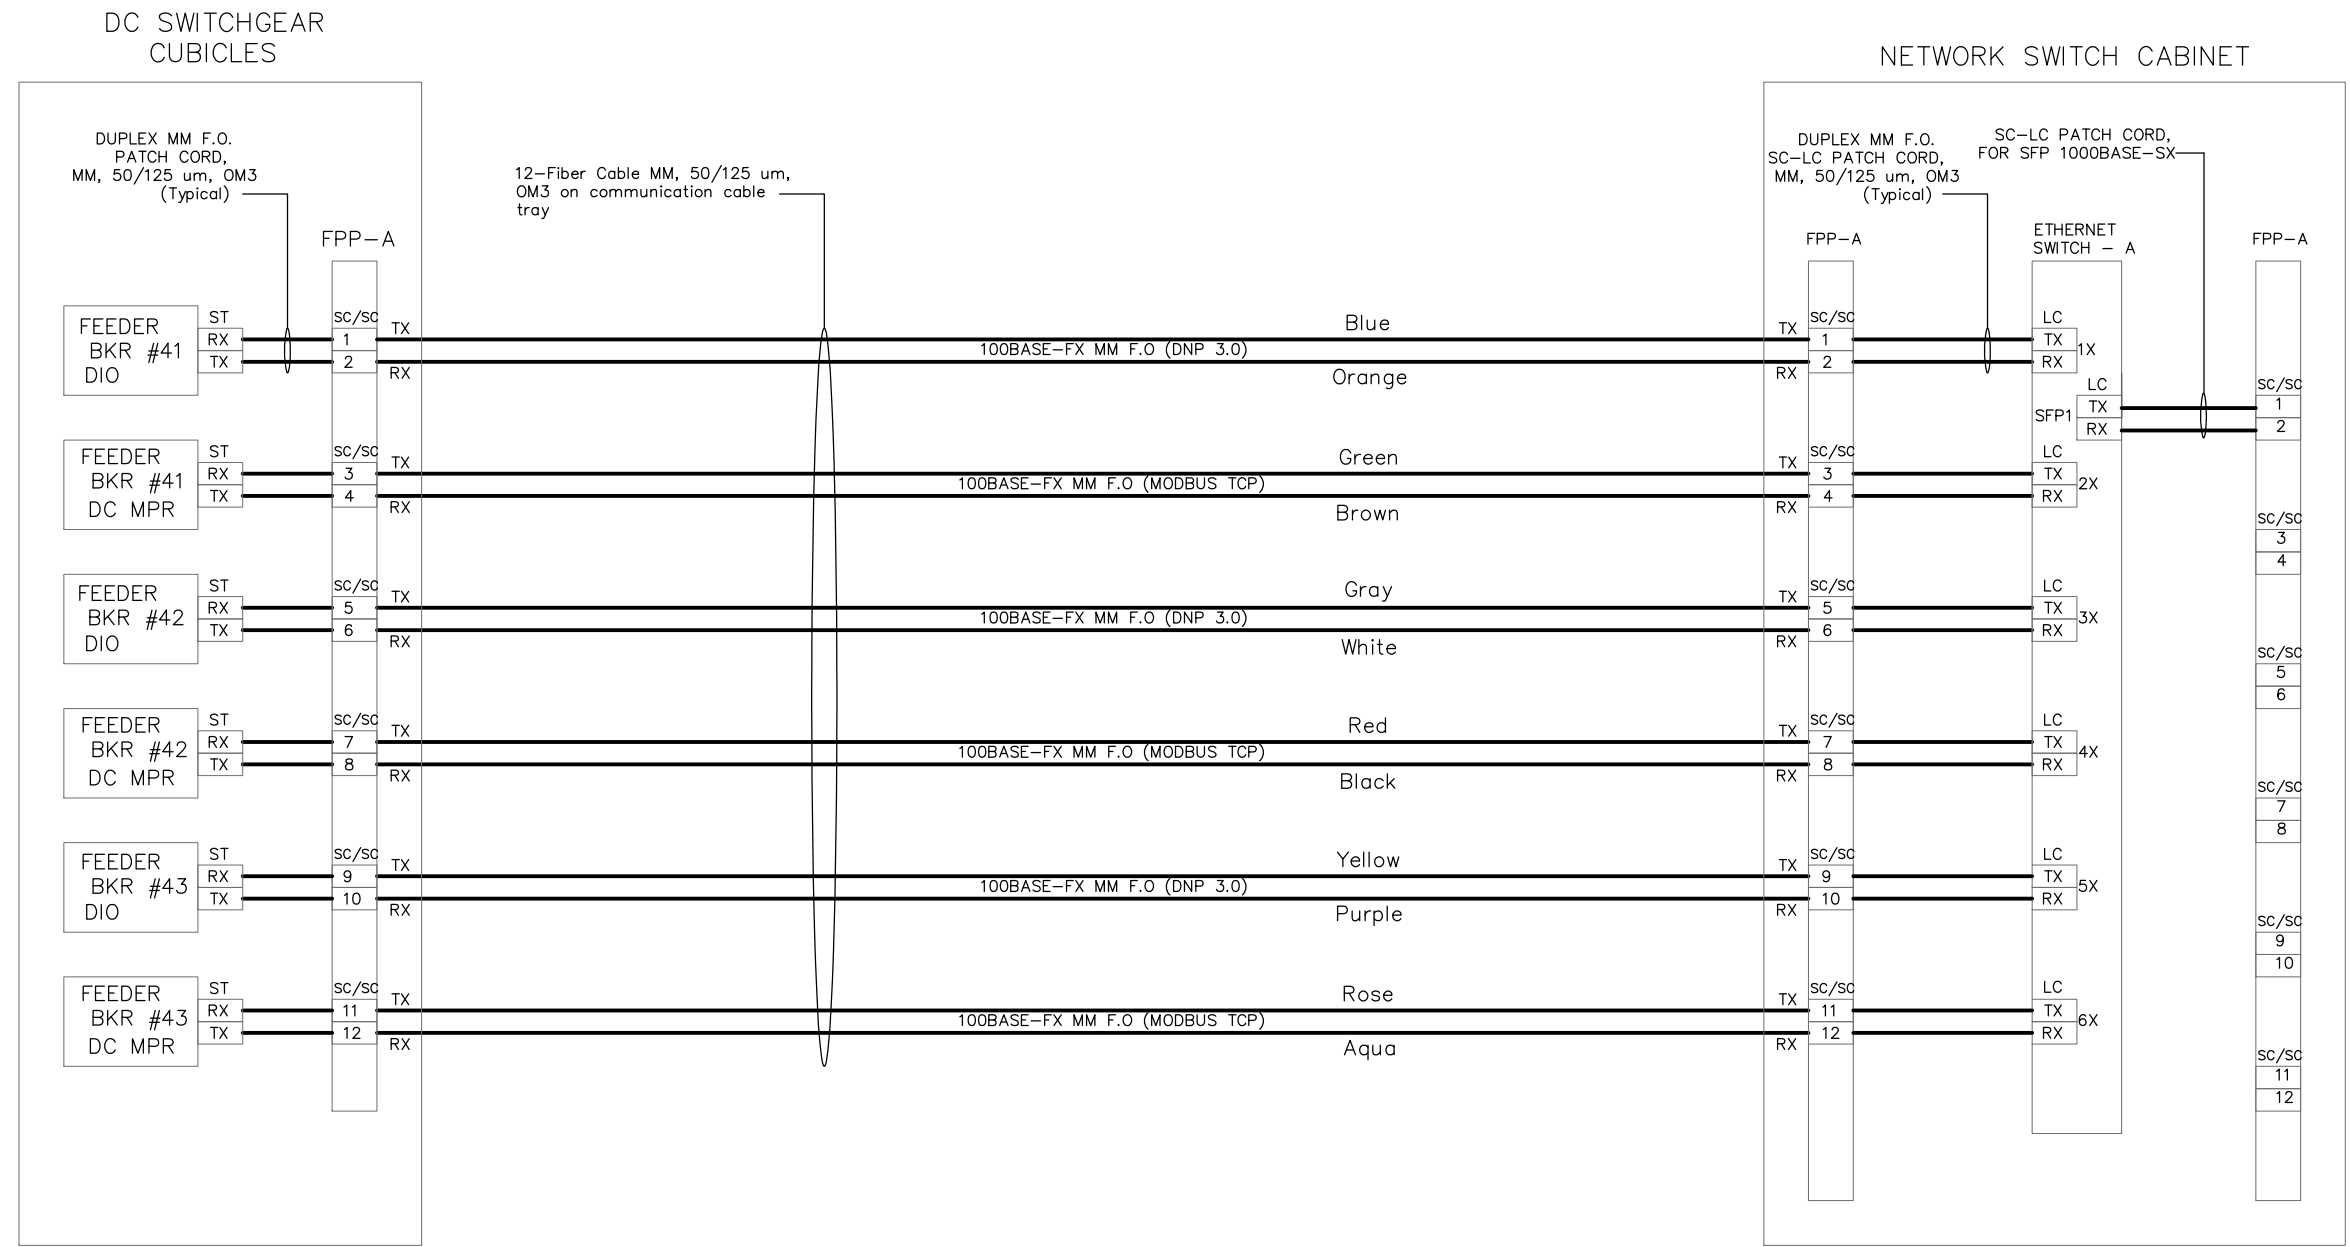 DC SWITCHGEAR
CUBICLES
NETWORK SWITCH CABINET
DUPLEX MM F.O.
PATCH CORD,
MM, 50/125 um, OM3
(Typical)
12-Fiber Cable MM, 50/125 um,
OM3 on communication cable
tray
DUPLEX MM F.O.
SC-LC PATCH CORD,
MM, 50/125 um, OM3
(Typical)
SC-LC PATCH CORD,
FOR SFP 1000BASE-SX
FPP-A
FPP-A
ETHERNET
SWITCH - A
FPP-A
FEEDER
BKR #41
DIO
ST
RX
TX
SC/SC
1
2
TX
RX
Blue
100BASE-FX MM F.O (DNP 3.0)
Orange
TX
RX
SC/SC
1
2
LC
TX
RX
1X
LC
SFP1
TX
RX
SC/SC
1
2
FEEDER
BKR #41
DC MPR
ST
RX
TX
SC/SC
3
4
TX
RX
Green
100BASE-FX MM F.O (MODBUS TCP)
Brown
TX
RX
SC/SC
3
4
LC
TX
RX
2X
SC/SC
3
4
FEEDER
BKR #42
DIO
ST
RX
TX
SC/SC
5
6
TX
RX
Gray
100BASE-FX MM F.O (DNP 3.0)
White
TX
RX
SC/SC
5
6
LC
TX
RX
3X
SC/SC
5
6
FEEDER
BKR #42
DC MPR
ST
RX
TX
SC/SC
7
8
TX
RX
Red
100BASE-FX MM F.O (MODBUS TCP)
Black
TX
RX
SC/SC
7
8
LC
TX
RX
4X
SC/SC
7
8
FEEDER
BKR #43
DIO
ST
RX
TX
SC/SC
9
10
TX
RX
Yellow
100BASE-FX MM F.O (DNP 3.0)
Purple
TX
RX
SC/SC
9
10
LC
TX
RX
5X
SC/SC
9
10
FEEDER
BKR #43
DC MPR
ST
RX
TX
SC/SC
11
12
TX
RX
Rose
100BASE-FX MM F.O (MODBUS TCP)
Aqua
TX
RX
SC/SC
11
12
LC
TX
RX
6X
SC/SC
11
12